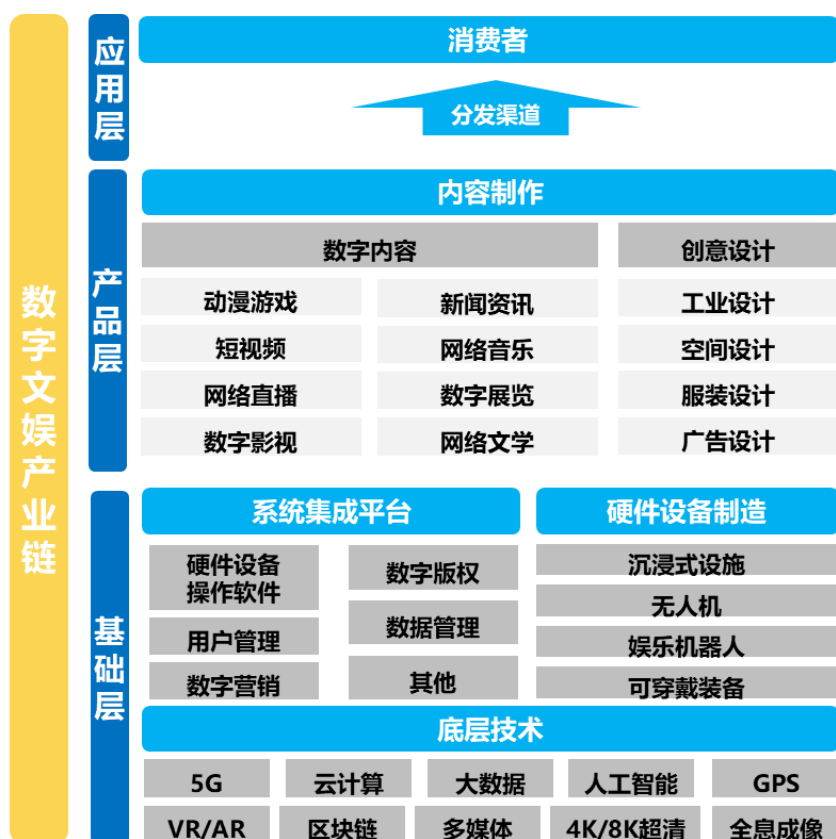 数字文娱产业链
应用层
消费者
分发渠道
产品层
内容制作
数字内容
创意设计
动漫游戏
新闻资讯
工业设计
短视频
网络音乐
空间设计
网络直播
数字展览
服装设计
数字影视
网络文学
广告设计
基础层
系统集成平台
硬件设备制造
硬件设备
操作软件
数字版权
沉浸式设施
无人机
用户管理
数据管理
娱乐机器人
数字营销
其他
可穿戴装备
底层技术
5G
云计算
大数据
人工智能
GPS
VR/AR
区块链
多媒体
4K/8K超清
全息成像